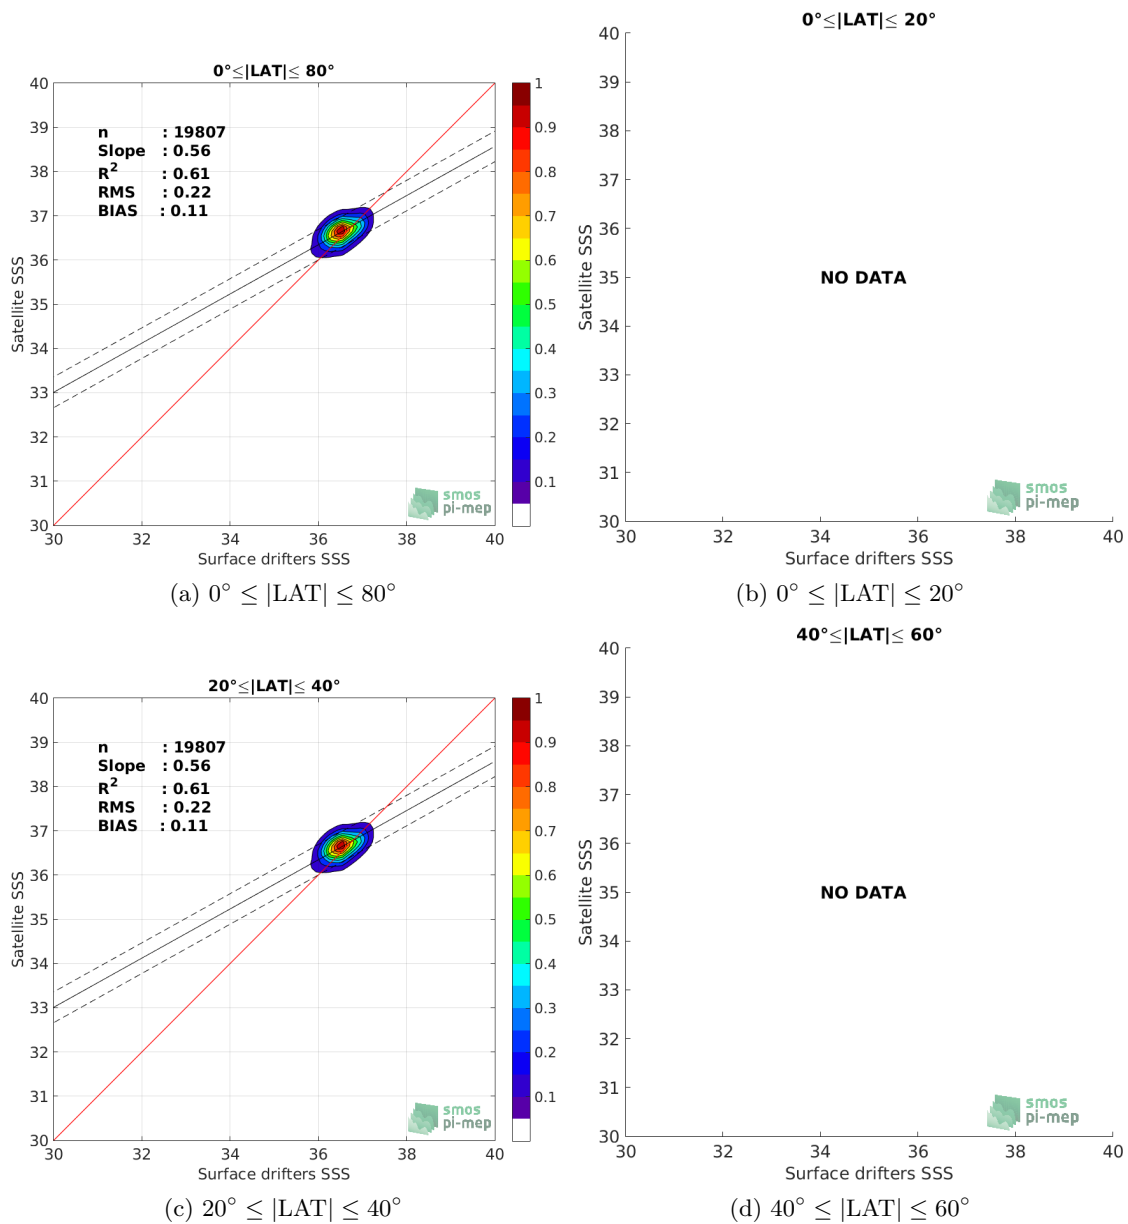 0°≤|LAT|≤ 80°
40
39
38
37
36
35
34
33
32
31
30
Satellite SSS
n : 19807
Slope : 0.56
R2 : 0.61
RMS : 0.22
BIAS : 0.11
1
0.9
0.8
0.7
0.6
0.5
0.4
0.3
0.2
0.1
smos
pi-mep
30 32 34 36 38 40
Surface drifters SSS
(a) 0° ≤ |LAT| ≤ 80°
0°≤|LAT|≤ 20°
40
39
38
37
36
35
34
33
32
31
30
Satellite SSS
NO DATA
smos
pi-mep
30 32 34 36 38 40
Surface drifters SSS
(b) 0° ≤ |LAT| ≤ 20°
20°≤|LAT|≤ 40°
40
39
38
37
36
35
34
33
32
31
30
Satellite SSS
n : 19807
Slope : 0.56
R2 : 0.61
RMS : 0.22
BIAS : 0.11
1
0.9
0.8
0.7
0.6
0.5
0.4
0.3
0.2
0.1
smos
pi-mep
30 32 34 36 38 40
Surface drifters SSS
(c) 20° ≤ |LAT| ≤ 40°
40°≤|LAT|≤ 60°
40
39
38
37
36
35
34
33
32
31
30
Satellite SSS
NO DATA
smos
pi-mep
30 32 34 36 38 40
Surface drifters SSS
(d) 40° ≤ |LAT| ≤ 60°